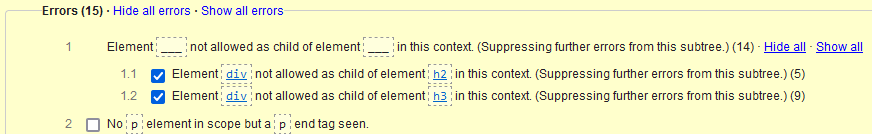 Errors (15) · Hide all errors · Show all errors
1 Element ___ not allowed as child of element ___ in this context. (Suppressing further errors from this subtree.) (14) · Hide all · Show all
1.1 Element div not allowed as child of element h2 in this context. (Suppressing further errors from this subtree.) (5)
1.2 Element div not allowed as child of element h3 in this context. (Suppressing further errors from this subtree.) (9)
2 No p element in scope but a p end tag seen.